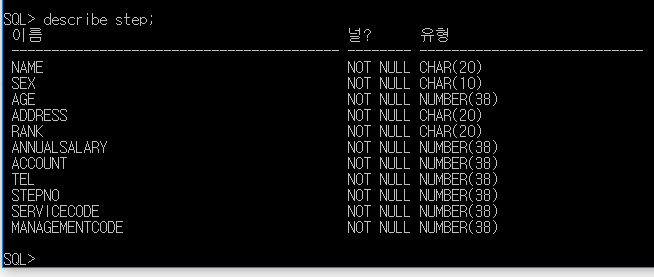 SQL> describe step;
이름 널? 유형
----------------------------------------- -------- ----------------------------
NAME NOT NULL CHAR(20)
SEX NOT NULL CHAR(10)
AGE NOT NULL NUMBER(38)
ADDRESS NOT NULL CHAR(20)
RANK NOT NULL CHAR(20)
ANNUALSALARY NOT NULL NUMBER(38)
ACCOUNT NOT NULL NUMBER(38)
TEL NOT NULL NUMBER(38)
STEPNO NOT NULL NUMBER(38)
SERVICECODE NOT NULL NUMBER(38)
MANAGEMENTCODE NOT NULL NUMBER(38)
SQL>